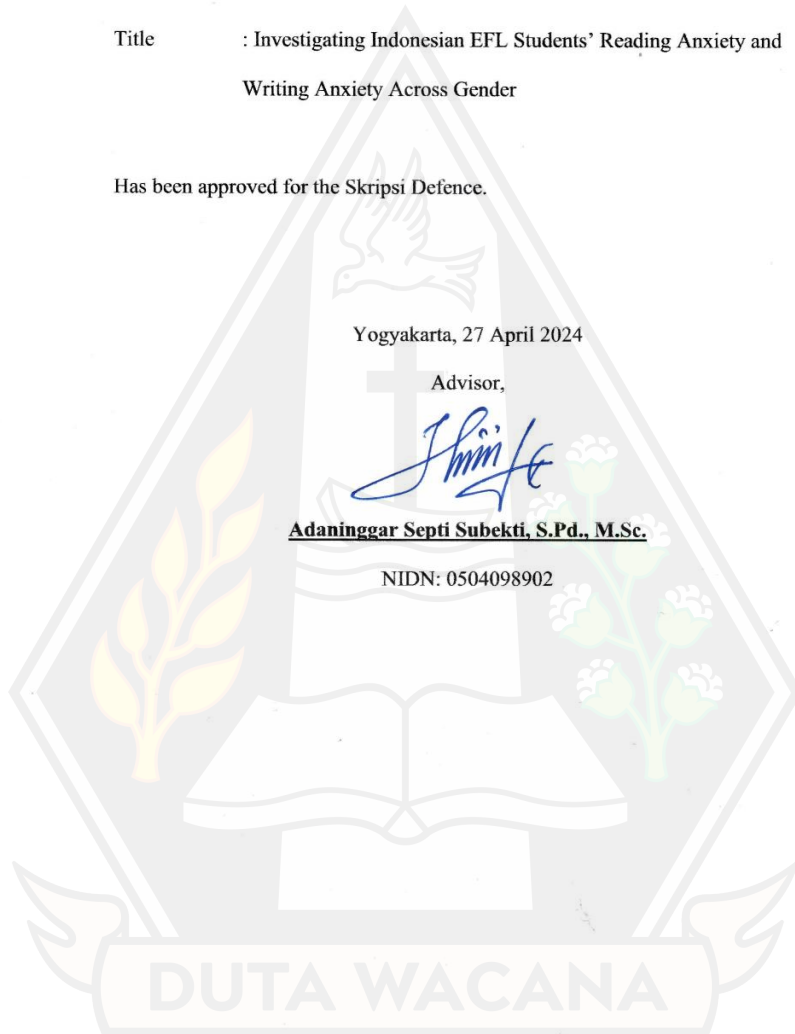 Title : Investigating Indonesian EFL Students’ Reading Anxiety and
Writing Anxiety Across Gender
Has been approved for the Skripsi Defence.
Yogyakarta, 27 April 2024
Advisor,
Adaninggar Septi Subekti, S.Pd., M.Sc.
NIDN: 0504098902
DUTA WACANA